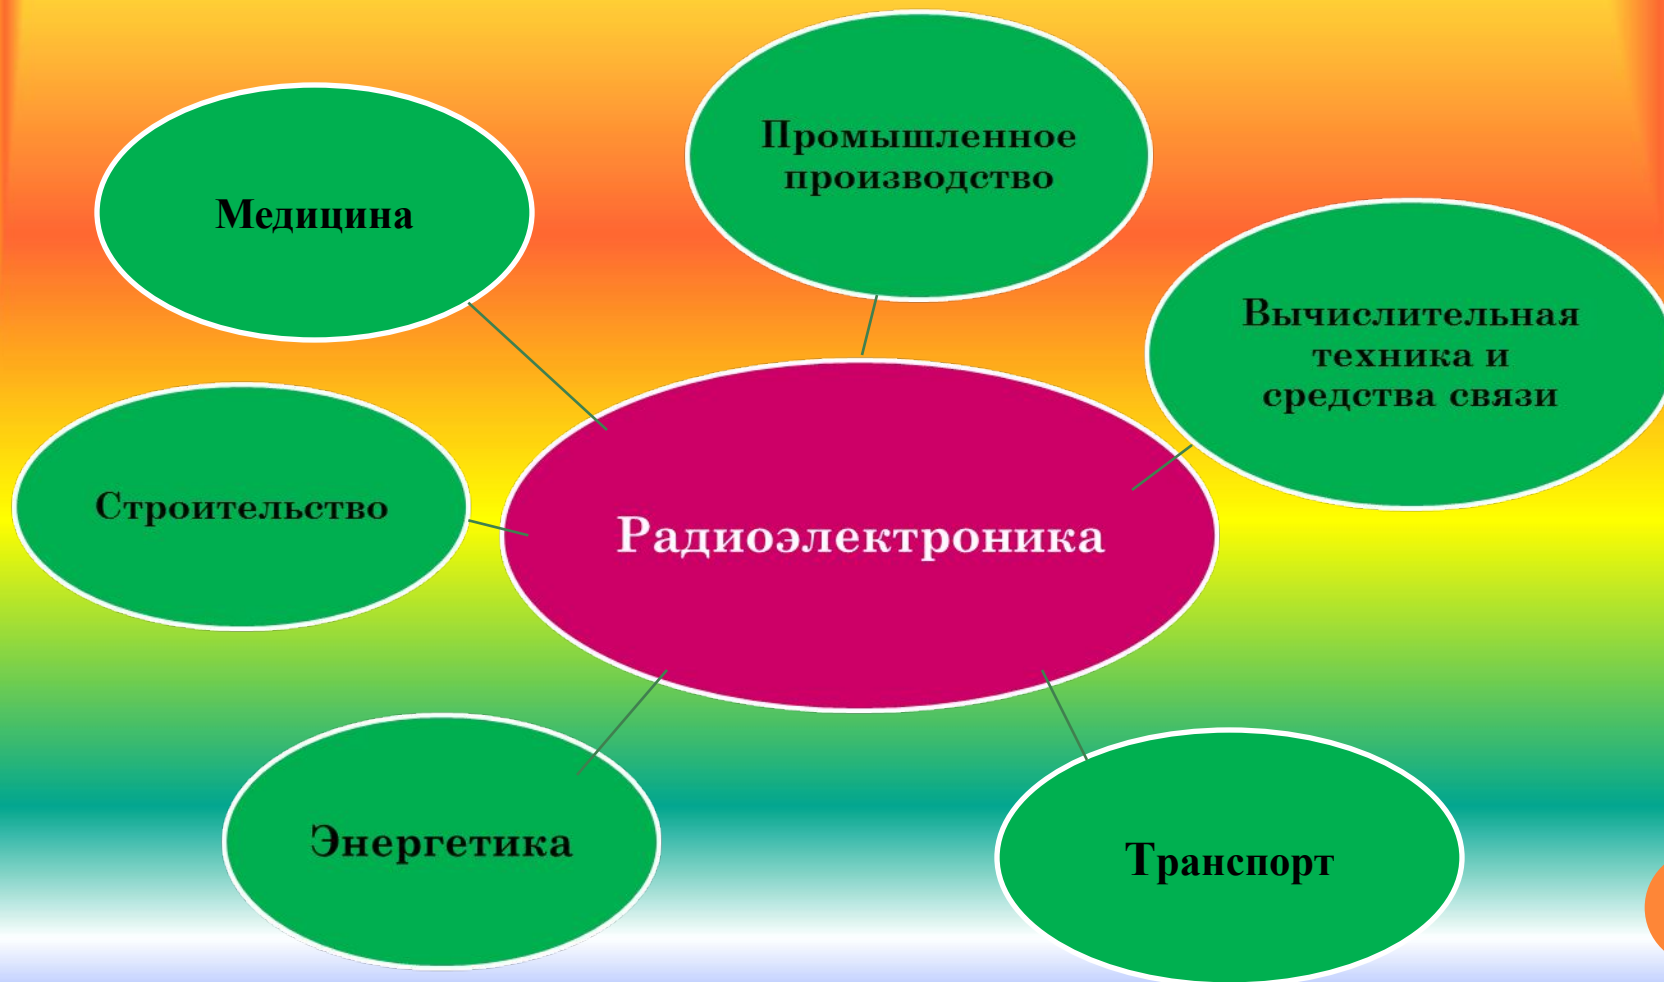 Промышленное
производство
Медицина
Вычислительная
техника и
средства связи
Строительство
Радиоэлектроника
Энергетика
Транспорт